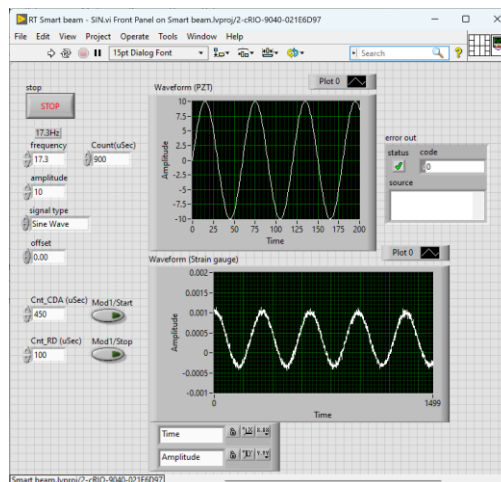 RT Smart beam - SIN.vi Front Panel on Smart beam.lvproj/2-cRIO-9040-021E6D97
File Edit View Project Operate Tools Window Help
15pt Dialog Font
Search
stop
STOP
17.3Hz
frequency
17.3
Count(uSec)
900
amplitude
10
signal type
Sine Wave
offset
0.00
Cnt_CDA (uSec)
450
Mod1/Start
Cnt_RD (uSec)
100
Mod1/Stop
Waveform (PZT)
Plot 0
Amplitude
10
7.5
5
2.5
0
-2.5
-5
-7.5
-10
0 25 50 75 100 125 150 175 200
Time
error out
status
code
0
source
Waveform (Strain gauge)
Plot 0
Amplitude
0.002
0.0015
0.001
0.0005
0
-0.0005
-0.001
0
1499
Time
Time
Amplitude
Smart beam.lvproj/2-cRIO-9040-021E6D97